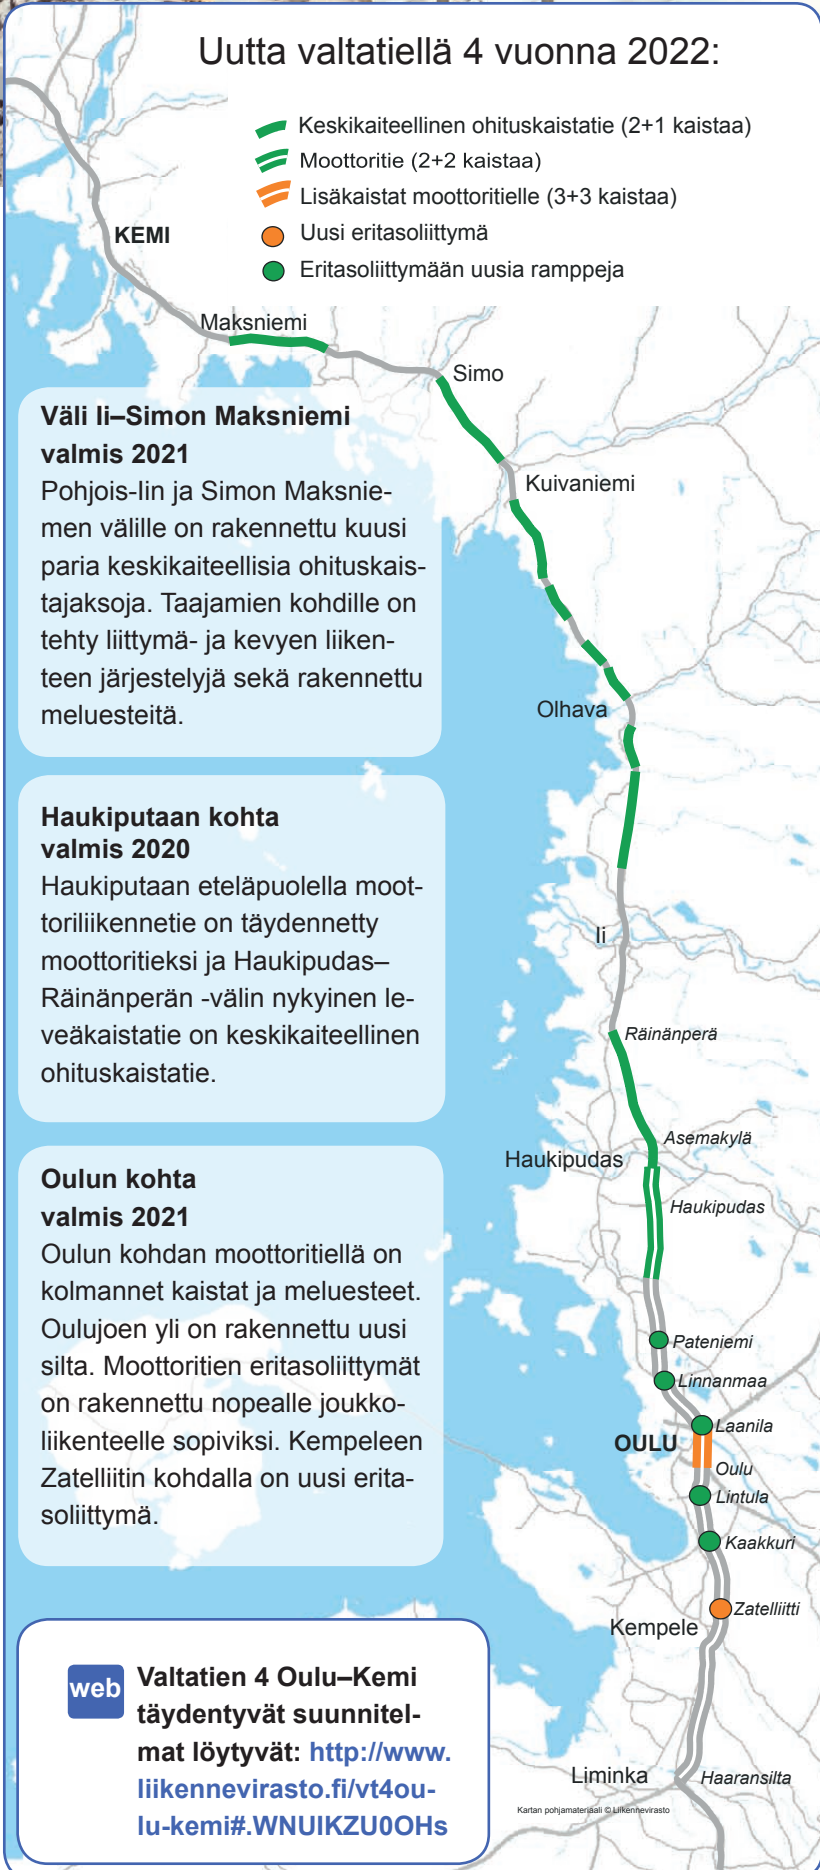 Uutta valtatiellä 4 vuonna 2022:
Keskikaiteellinen ohituskaistatie (2+1 kaistaa)
Moottoritie (2+2 kaistaa)
Lisäkaistat moottoritielle (3+3 kaistaa)
Uusi eritasoliittymä
Eritasoliittymään uusia ramppeja
KEMI
Maksniemi
Simo
Väli Ii–Simon Maksniemi
valmis 2021
Pohjois-Iin ja Simon Maksnie-
men välille on rakennettu kuusi
paria keskikaiteellisia ohituskais-
tajaksoja. Taajamien kohdille on
tehty liittymä- ja kevyen liiken-
teen järjestelyjä sekä rakennettu
meluesteitä.
Kuivaniemi
Olhava
Haukiputaan kohta
valmis 2020
Haukiputaan eteläpuolella moot-
toriliikennetie on täydennetty
moottoritieksi ja Haukipudas–
Räinänperän -välin nykyinen le-
veäkaistatie on keskikaiteellinen
ohituskaistatie.
Ii
Räinänperä
Asemakylä
Haukipudas
Haukipudas
Oulun kohta
valmis 2021
Oulun kohdan moottoritiellä on
kolmannet kaistat ja meluesteet.
Oulujoen yli on rakennettu uusi
silta. Moottoritien eritasoliittymät
on rakennettu nopealle joukko-
liikenteelle sopiviksi. Kempeleen
Zatelliitin kohdalla on uusi erita-
soliittymä.
Pateniemi
Linnanmaa
Laanila
OULU
Oulu
Lintula
Kaakkuri
Zatelliitti
Kempele
web
Valtatien 4 Oulu–Kemi
täydentyvät suunnitel-
mat löytyvät: http://www.
liikennevirasto.fi/vt4ou-
lu-kemi#.WNUIKZU0OHs
Liminka
Haaransilta
Kartan pohjamateriaali © Liikennevirasto